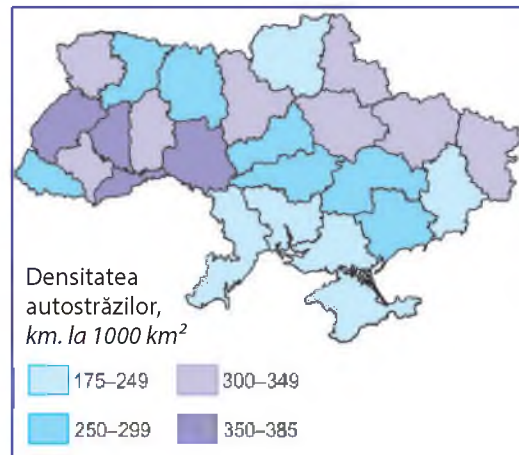 Densitatea
autostrăzilor,
km. la 1000 km²
175–249
300–349
250–299
350–385